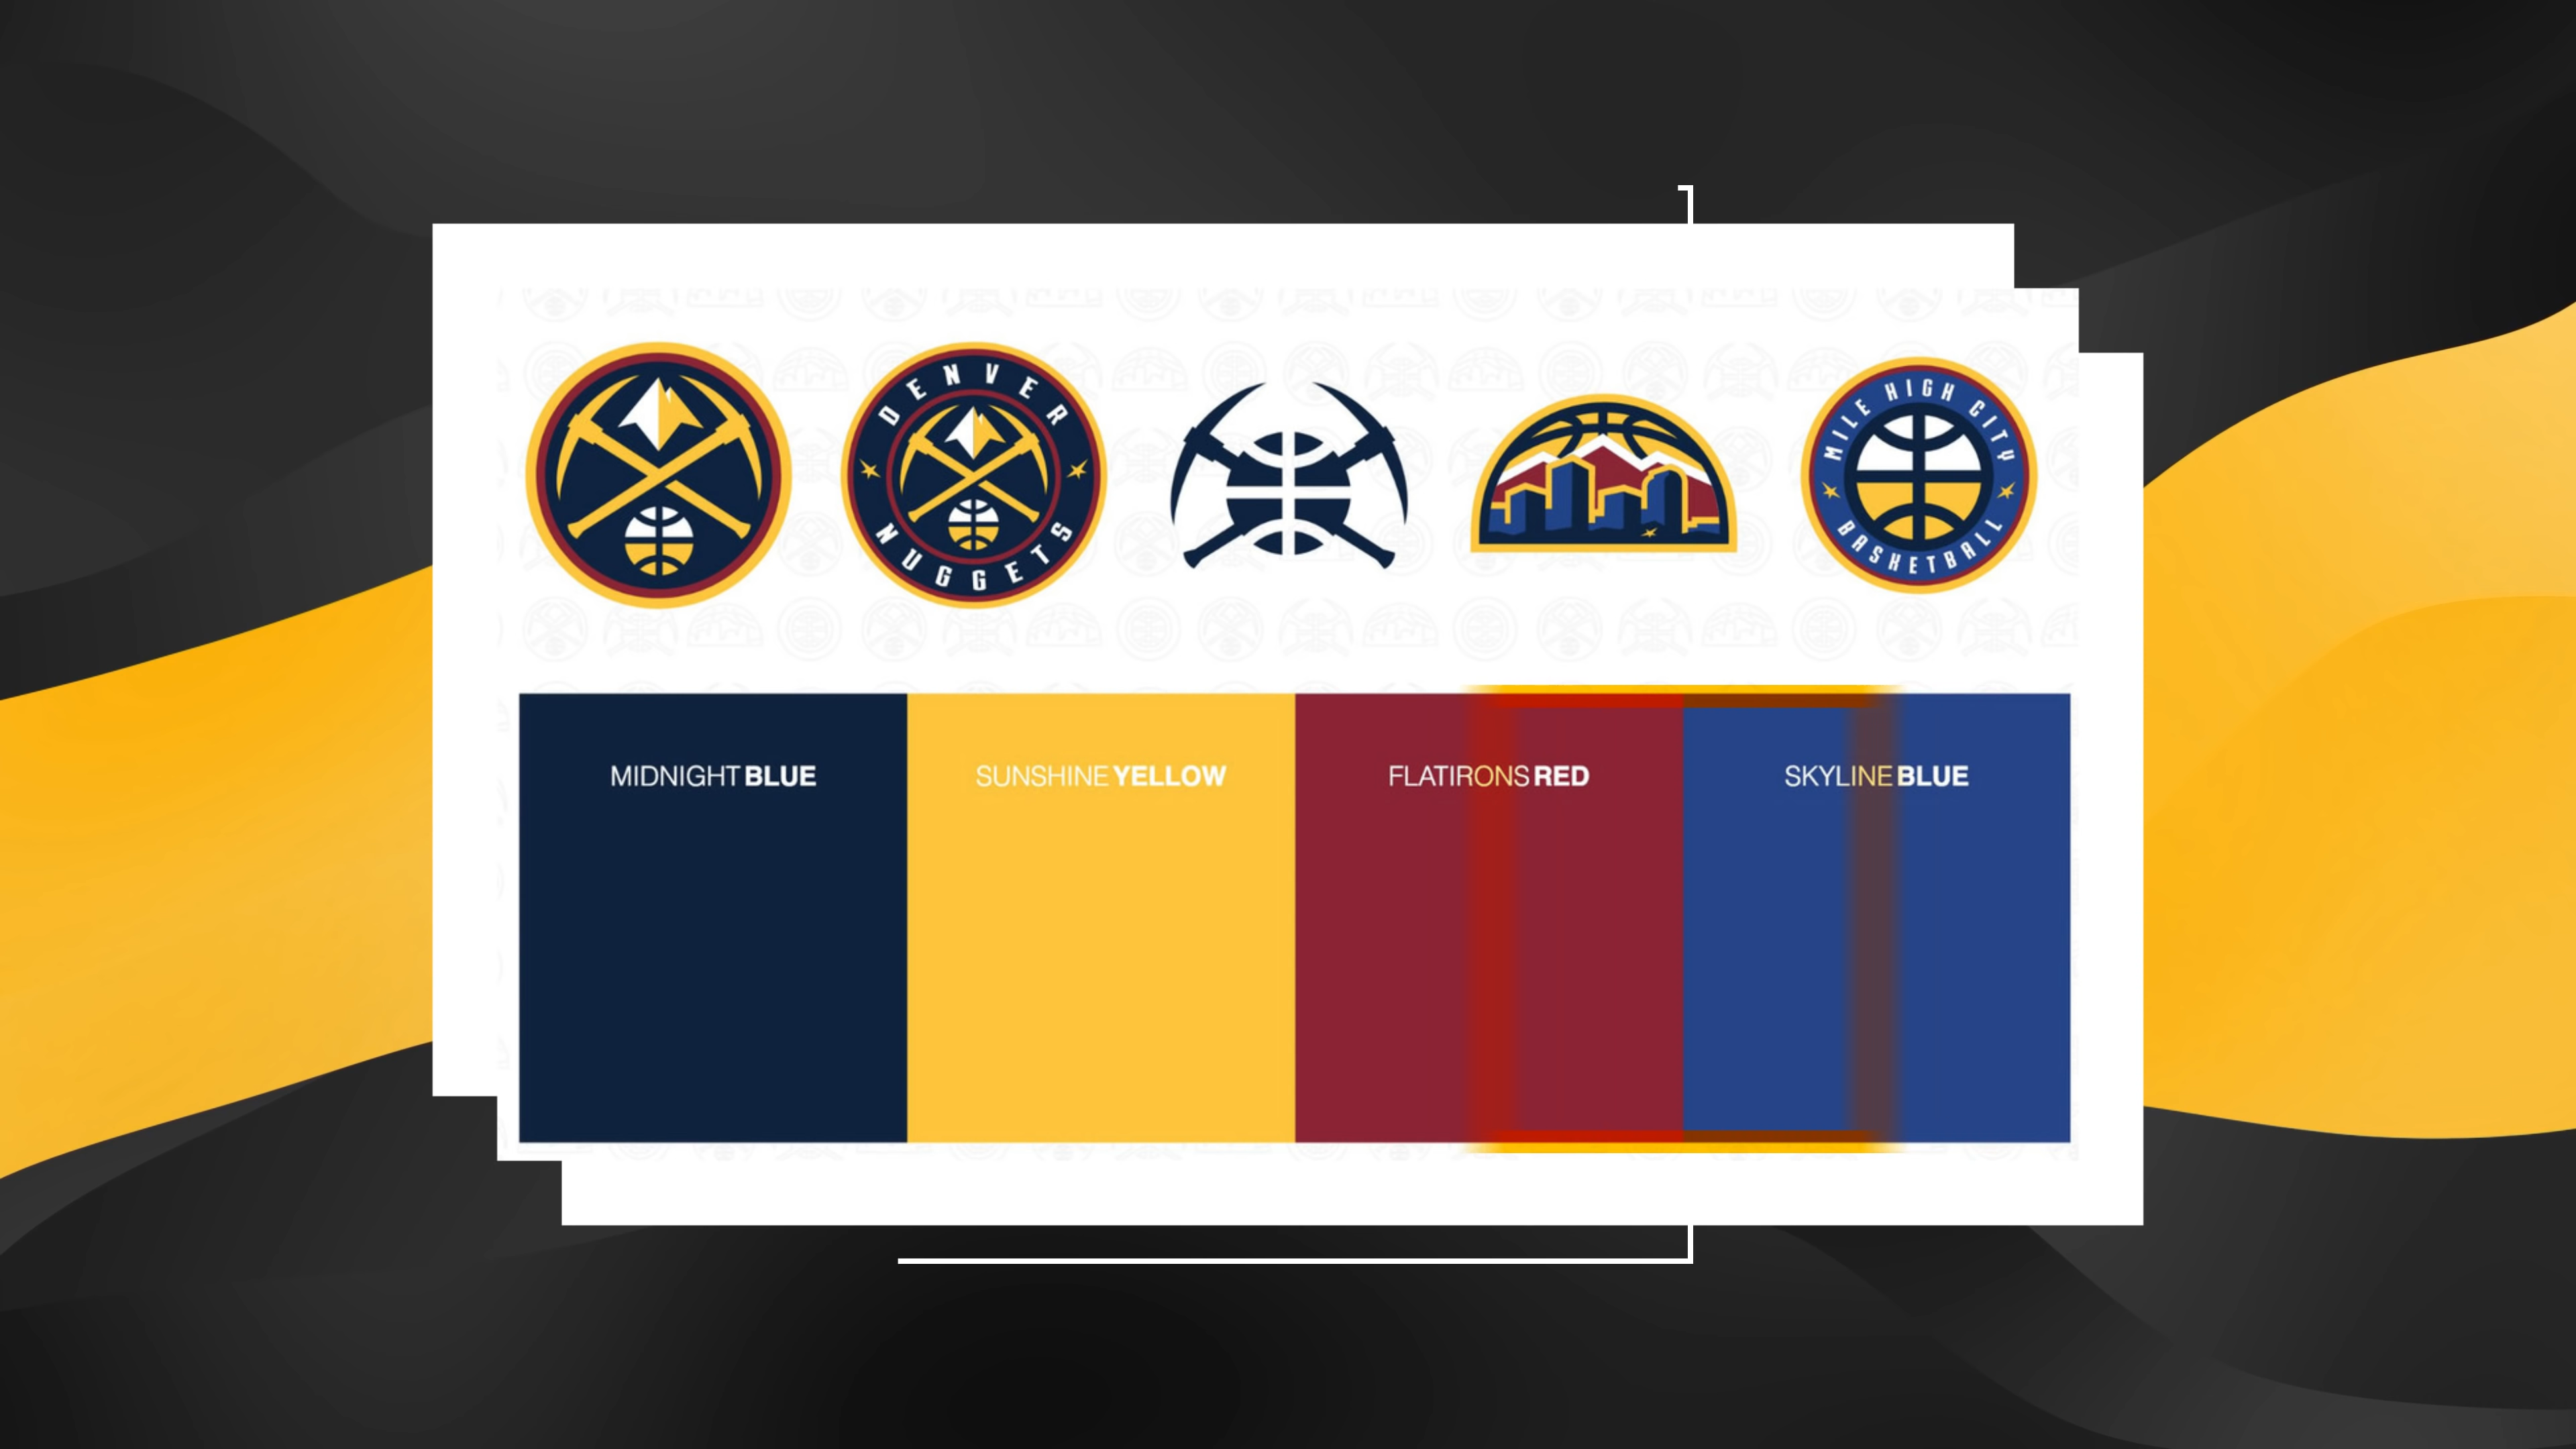 DENVER
NUGGETS
MILE HIGH CITY
BASKETBALL
MIDNIGHT BLUE
SUNSHINE YELLOW
FLATIRONS RED
SKYLINE BLUE